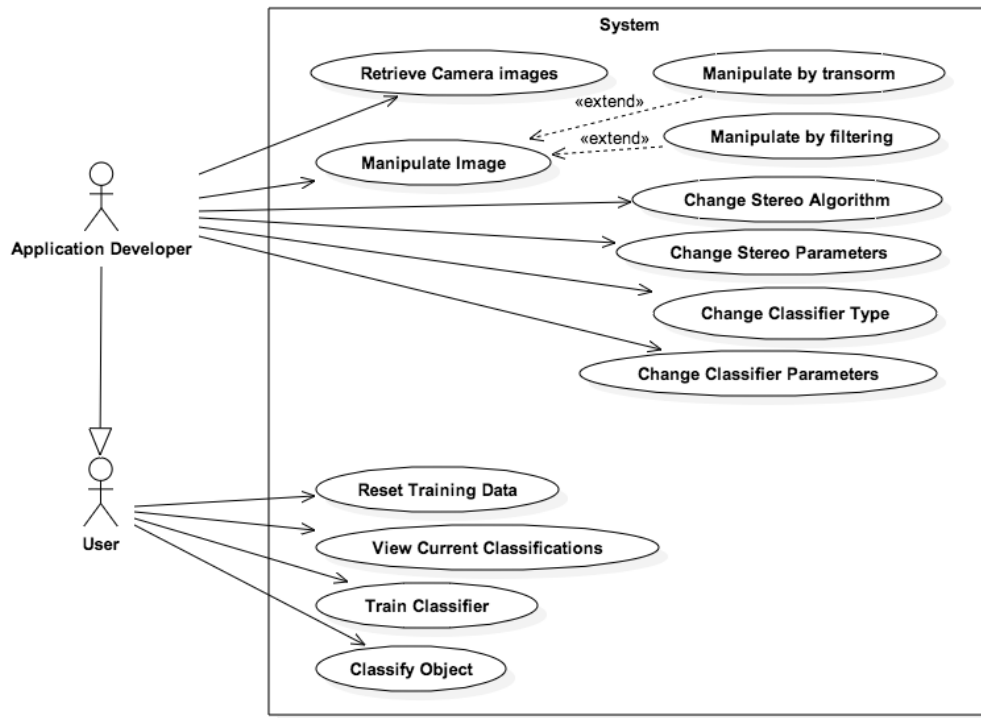 System
Retrieve Camera images
Manipulate by transorm
«extend»
«extend»
Manipulate by filtering
Manipulate Image
Change Stereo Algorithm
Application Developer
Change Stereo Parameters
Change Classifier Type
Change Classifier Parameters
Reset Training Data
User
View Current Classifications
Train Classifier
Classify Object